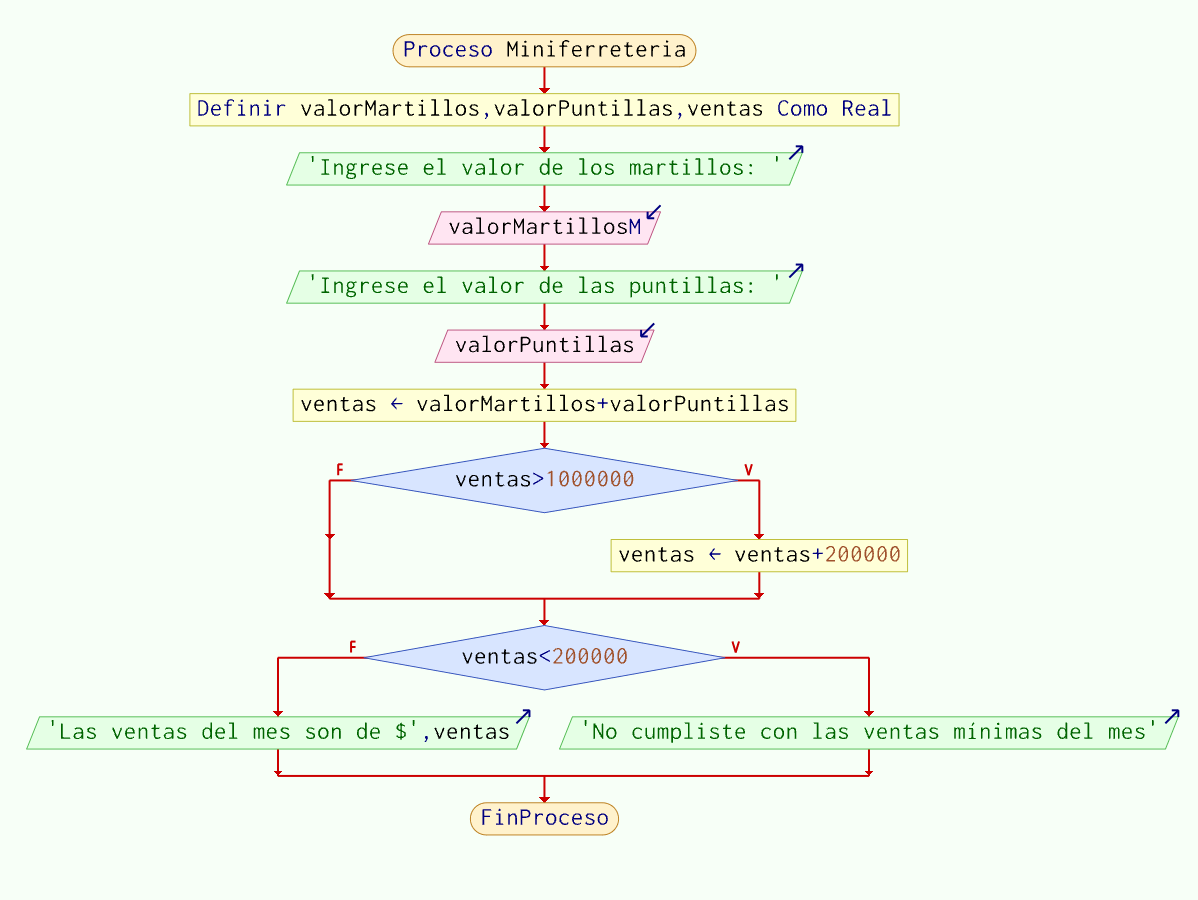 Proceso Miniferreteria
Definir valorMartillos,valorPuntillas,ventas Como Real
'Ingrese el valor de los martillos: '
valorMartillosM
'Ingrese el valor de las puntillas: '
valorPuntillas
ventas ← valorMartillos+valorPuntillas
F
V
ventas>1000000
ventas ← ventas+200000
F
V
ventas<200000
'Las ventas del mes son de $',ventas
'No cumpliste con las ventas mínimas del mes'
FinProceso